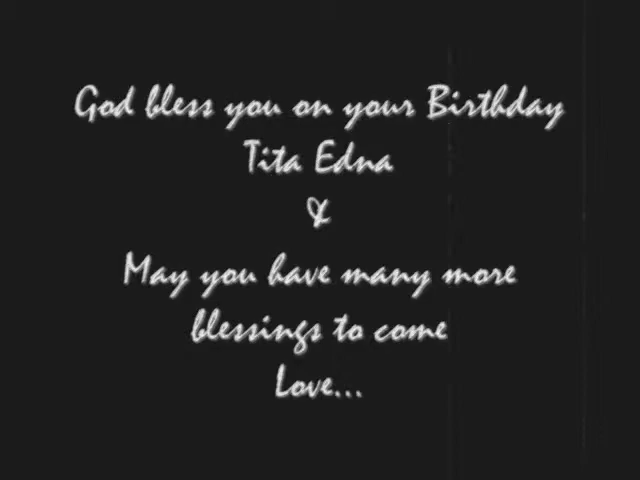 God bless you on your Birthday
Tita Edna
&
May you have many more
blessings to come
Love...